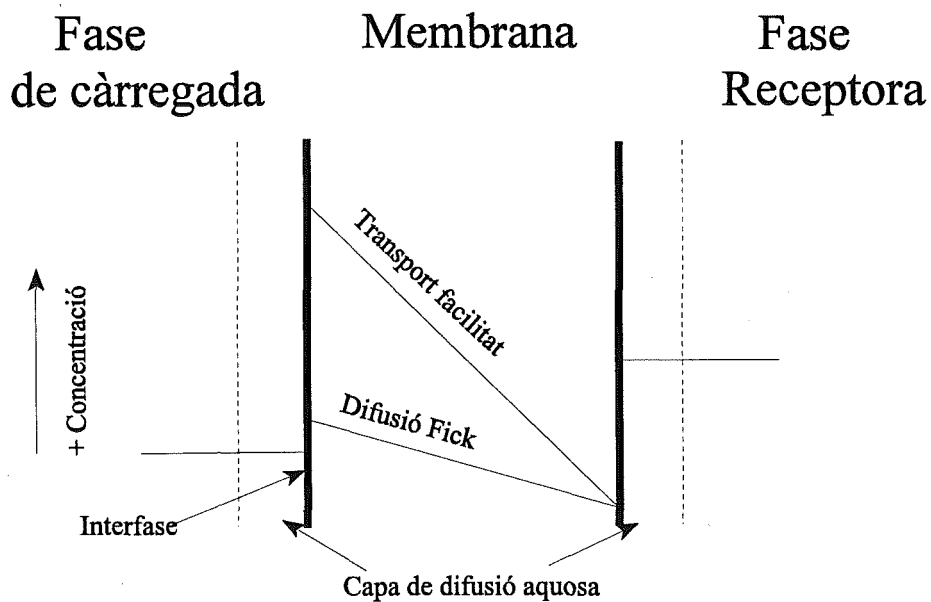 Fase
de càrregada
Membrana
Fase
Receptora
+ Concentració
Transport facilitat
Difusió Fick
Interfase
Capa de difusió aquosa